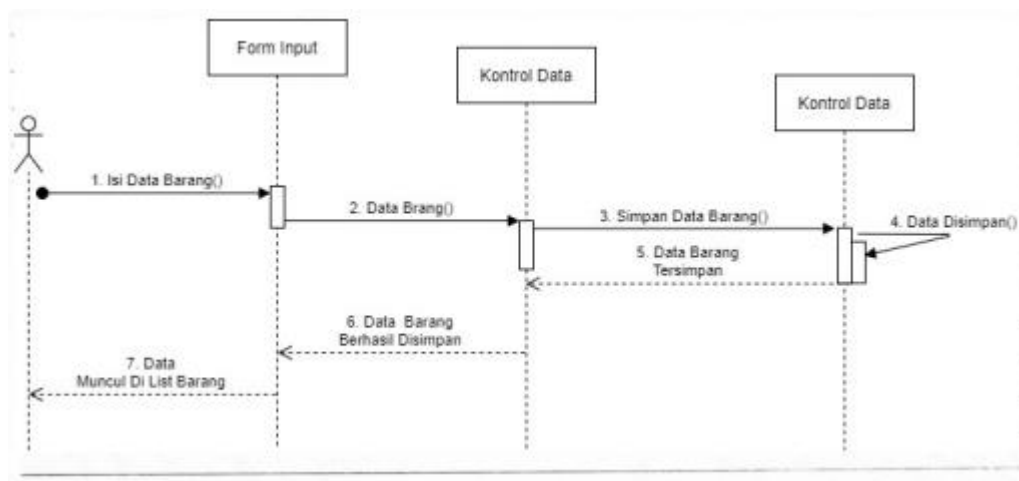 Form Input
Kontrol Data
Kontrol Data
1. Isi Data Barang()
2. Data Brang()
3. Simpan Data Barang()
4. Data Disimpan()
5. Data Barang
Tersimpan
6. Data Barang
Berhasil Disimpan
7. Data
Muncul Di List Barang